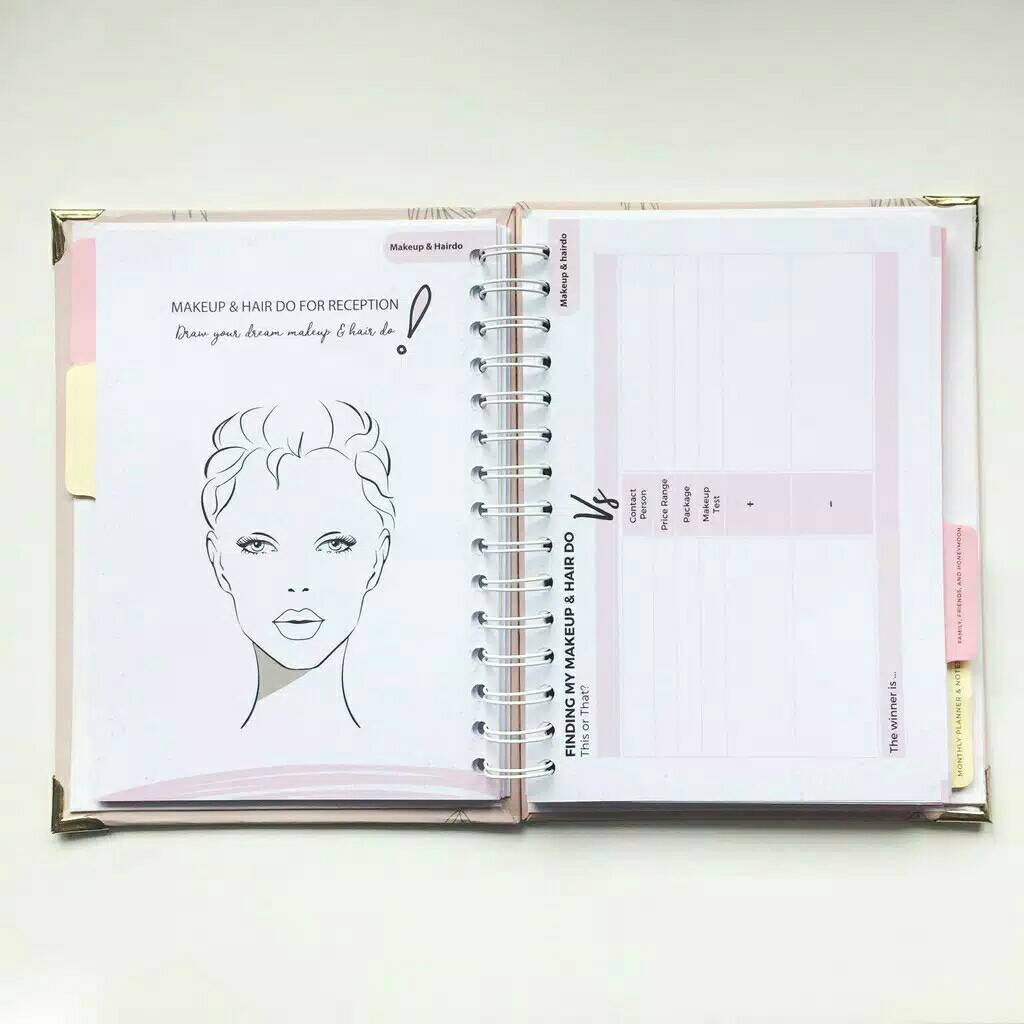 Makeup & Hairdo
MAKEUP & HAIR DO FOR RECEPTION
Draw your dream makeup & hair do
!
Makeup & hairdo
FINDING MY MAKEUP & HAIR DO
This or That?
Vs
Contact
Person
Price Range
Package
Makeup
Test
+
-
The winner is ...
FAMILY, FRIENDS, AND HONEYMOON
MONTHLY PLANNER & NOTES